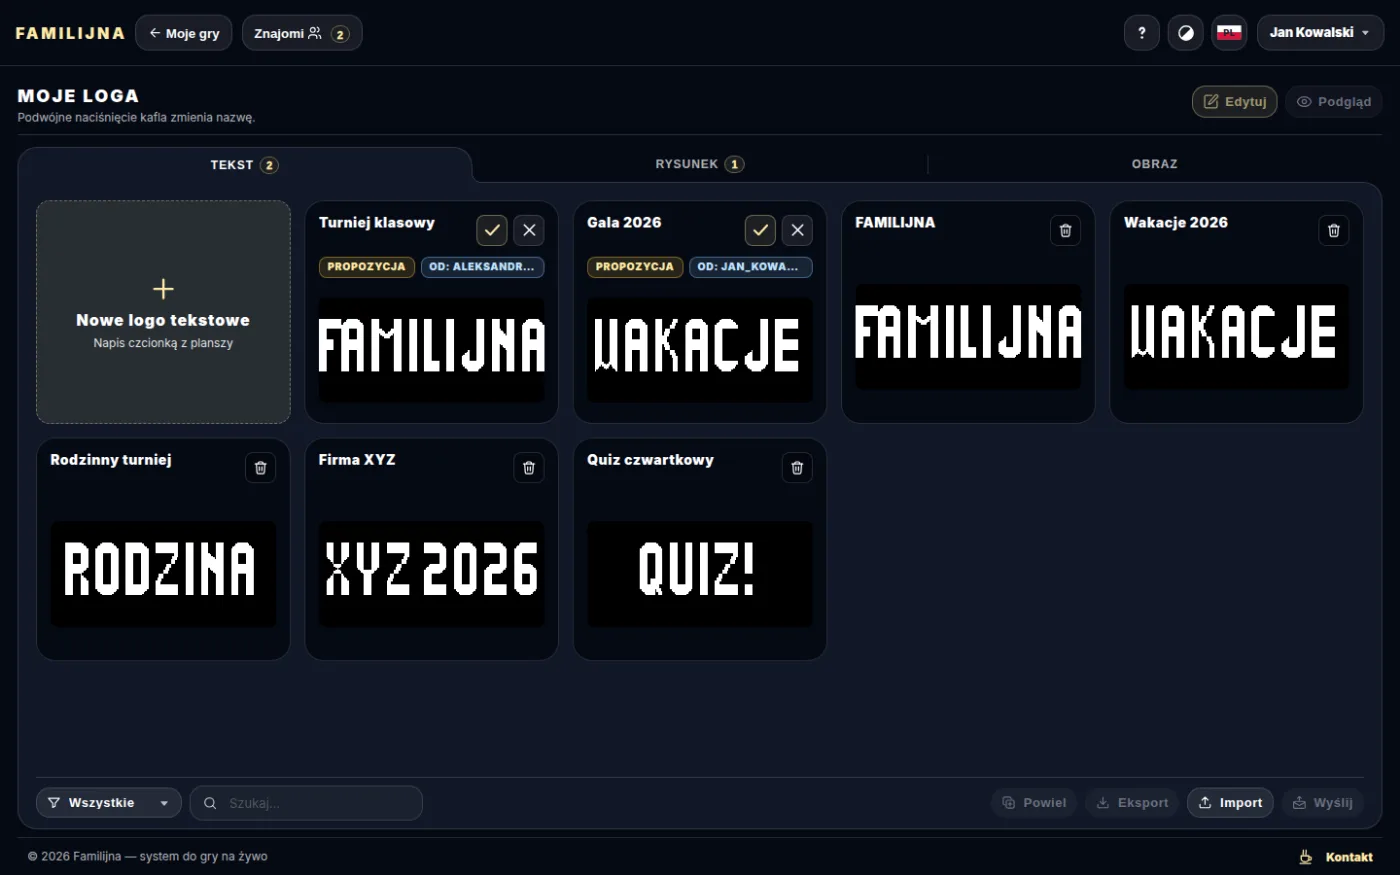 FAMILIJNA
Moje gry
Znajomi 2
?
PL
Jan Kowalski
MOJE LOGA
Podwójne naciśnięcie kafla zmienia nazwę.
Edytuj
Podgląd
TEKST 2
RYSUNEK 1
OBRAZ
Nowe logo tekstowe
Napis czcionką z planszy
Turniej klasowy
PROPOZYCJA
OD: ALEKSANDR...
FAMILIJNA
Gala 2026
PROPOZYCJA
OD: JAN_KOWA...
WAKACJE
FAMILIJNA
FAMILIJNA
Wakacje 2026
WAKACJE
Rodzinny turniej
RODZINA
Firma XYZ
XYZ 2026
Quiz czwartkowy
QUIZ!
Wszystkie
Szukaj...
Powiel
Eksport
Import
Wyślij
© 2026 Familijna — system do gry na żywo
Kontakt